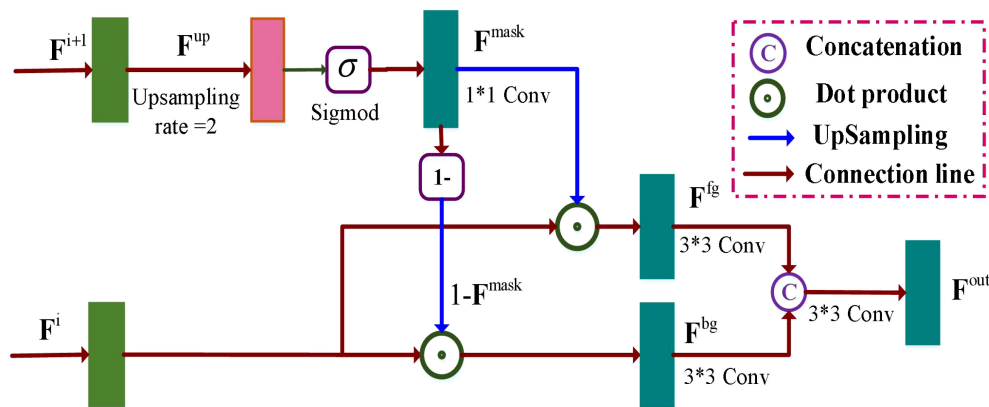 F^{i+1}
F^{up}
Upsampling
rate =2
σ
Sigmod
F^{mask}
1*1 Conv
1-
1-F^{mask}
F^{i}
F^{fg}
3*3 Conv
F^{bg}
3*3 Conv
C
3*3 Conv
F^{out}
C Concatenation
Dot product
UpSampling
Connection line